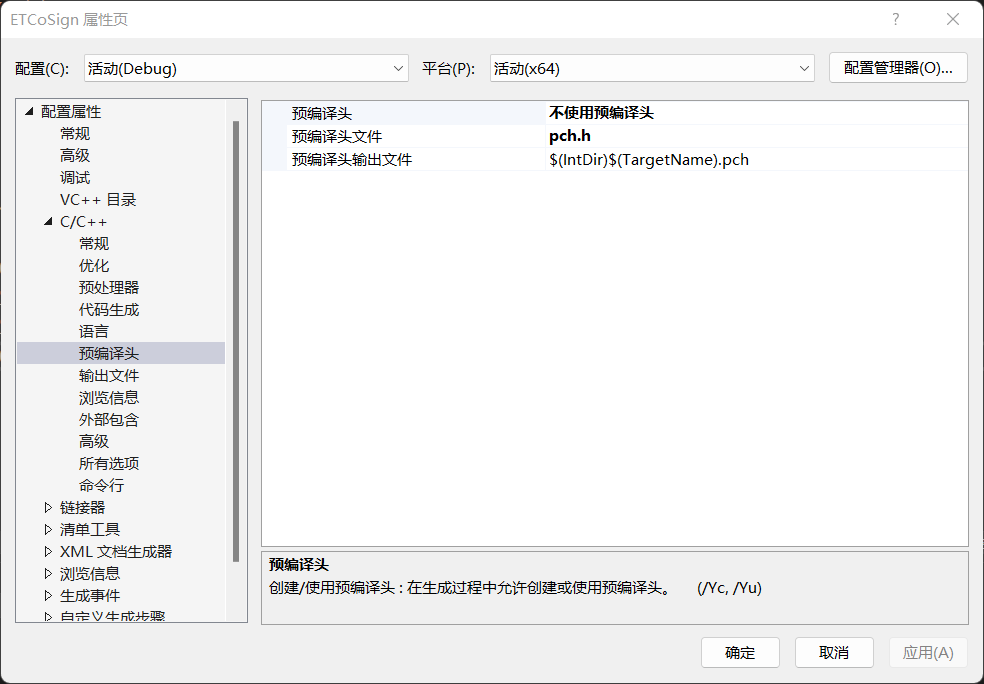 ETCoSign 属性页
?
配置(C): 活动(Debug) 平台(P): 活动(x64) 配置管理器(O)...
配置属性
常规
高级
调试
VC++ 目录
C/C++
常规
优化
预处理器
代码生成
语言
预编译头
输出文件
浏览信息
外部包含
高级
所有选项
命令行
链接器
清单工具
XML 文档生成器
浏览信息
生成事件
自定义生成步骤
预编译头 不使用预编译头
预编译头文件 pch.h
预编译头输出文件 $(IntDir)$(TargetName).pch
预编译头
创建/使用预编译头 : 在生成过程中允许创建或使用预编译头。 (/Yc, /Yu)
确定 取消 应用(A)